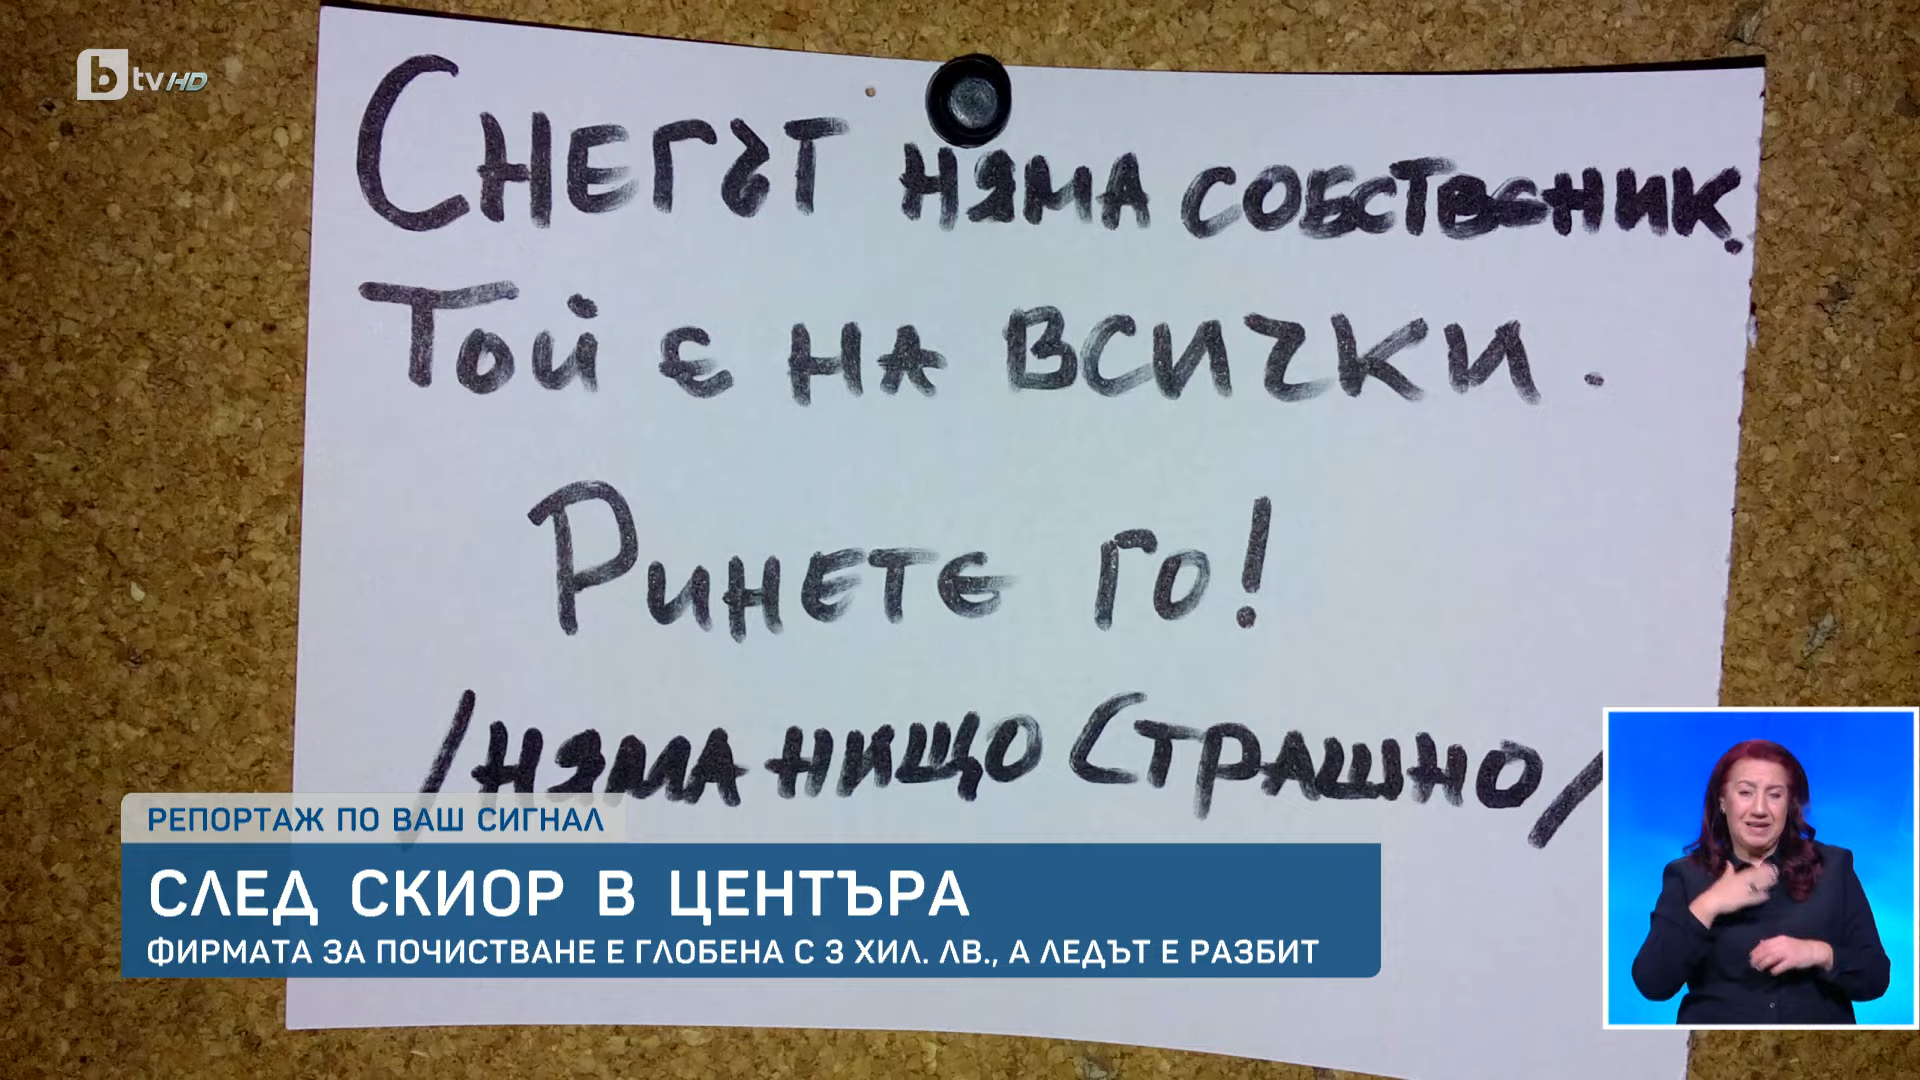 btv HD
Снегът няма собственик.
Той е на всички.
Ринете го!
/няма нищо страшно/
РЕПОРТАЖ ПО ВАШ СИГНАЛ
СЛЕД СКИОР В ЦЕНТЪРА
ФИРМАТА ЗА ПОЧИСТВАНЕ Е ГЛОБЕНА С 3 ХИЛ. ЛВ., А ЛЕДЪТ Е РАЗБИТ